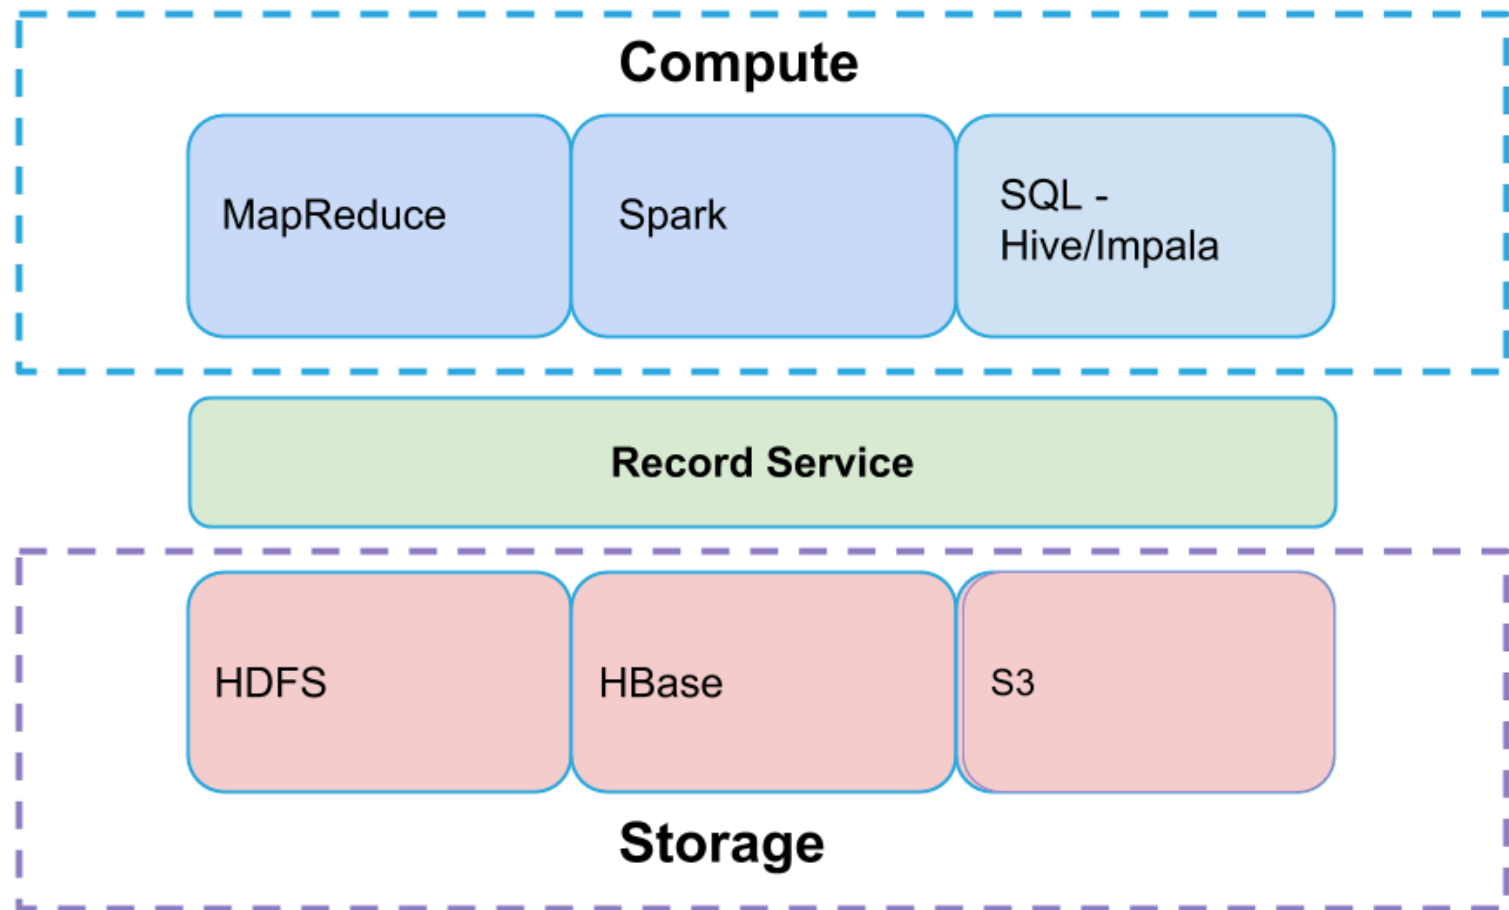 Compute
MapReduce
Spark
SQL -
Hive/Impala
Record Service
HDFS
HBase
S3
Storage